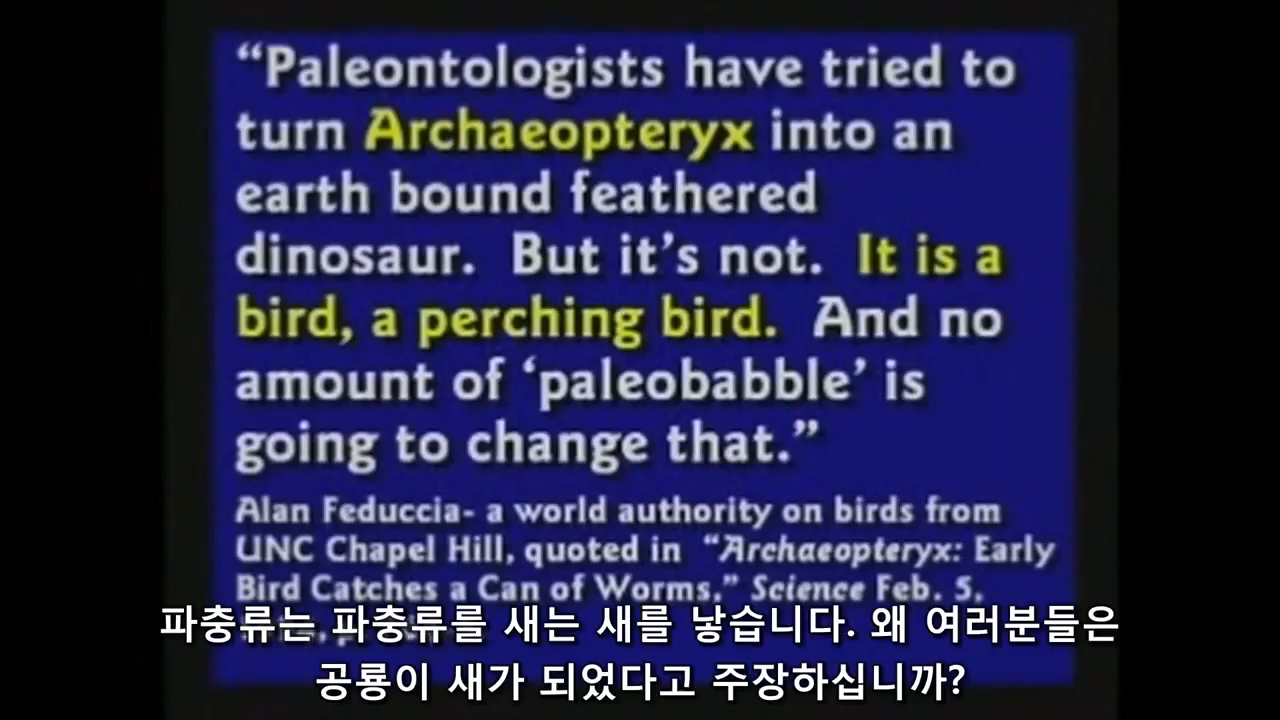 “Paleontologists have tried to
turn Archaeopteryx into an
earth bound feathered
dinosaur. But it’s not. It is a
bird, a perching bird. And no
amount of ‘paleobabble’ is
going to change that.”
Alan Feduccia- a world authority on birds from
UNC Chapel Hill, quoted in “Archaeopteryx: Early
Bird Catches a Can of Worms,” Science Feb. 5,
파충류는 파충류를 새는 새를 낳습니다. 왜 여러분들은
공룡이 새가 되었다고 주장하십니까?